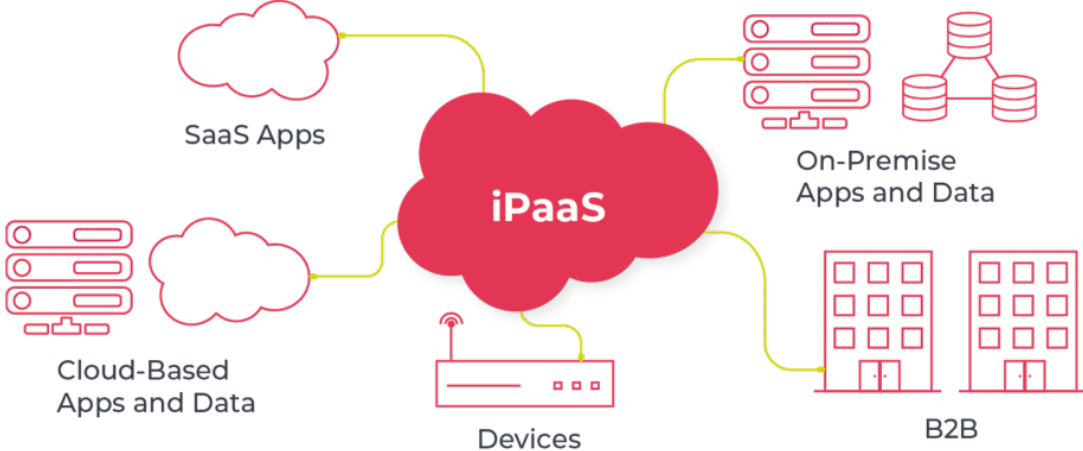 SaaS Apps
iPaaS
On-Premise
Apps and Data
Cloud-Based
Apps and Data
Devices
B2B